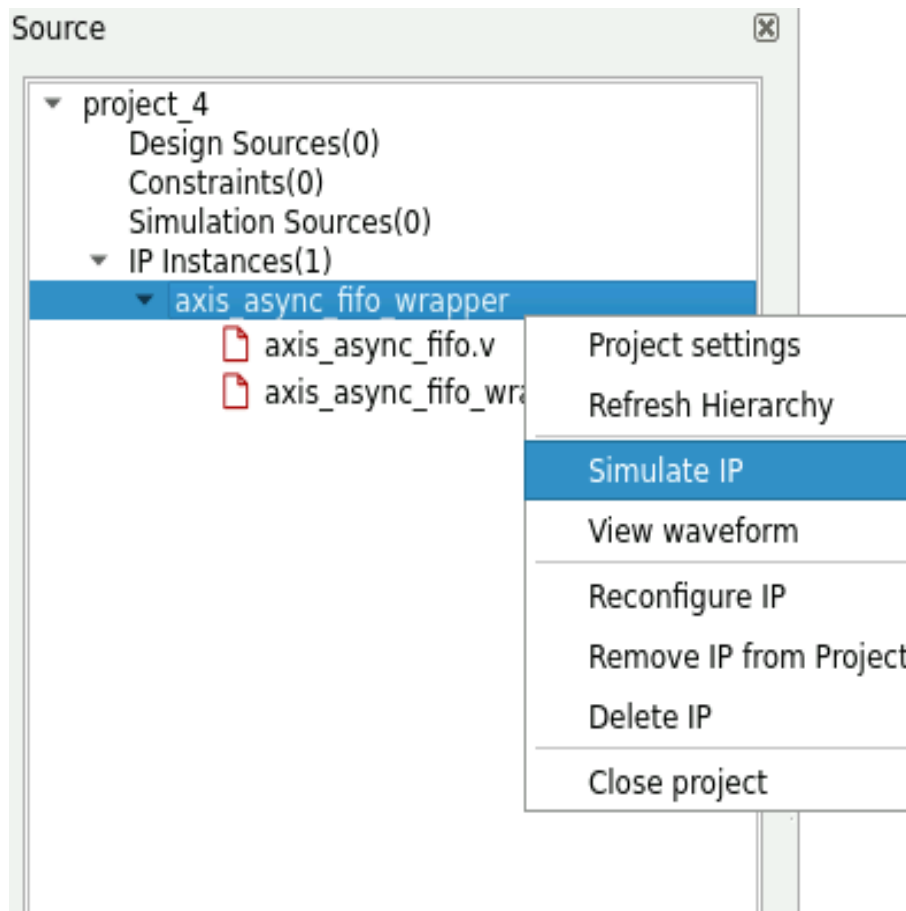 Source
project_4
Design Sources(0)
Constraints(0)
Simulation Sources(0)
IP Instances(1)
axis_async_fifo_wrapper
axis_async_fifo.v
axis_async_fifo_wra
Project settings
Refresh Hierarchy
Simulate IP
View waveform
Reconfigure IP
Remove IP from Project
Delete IP
Close project